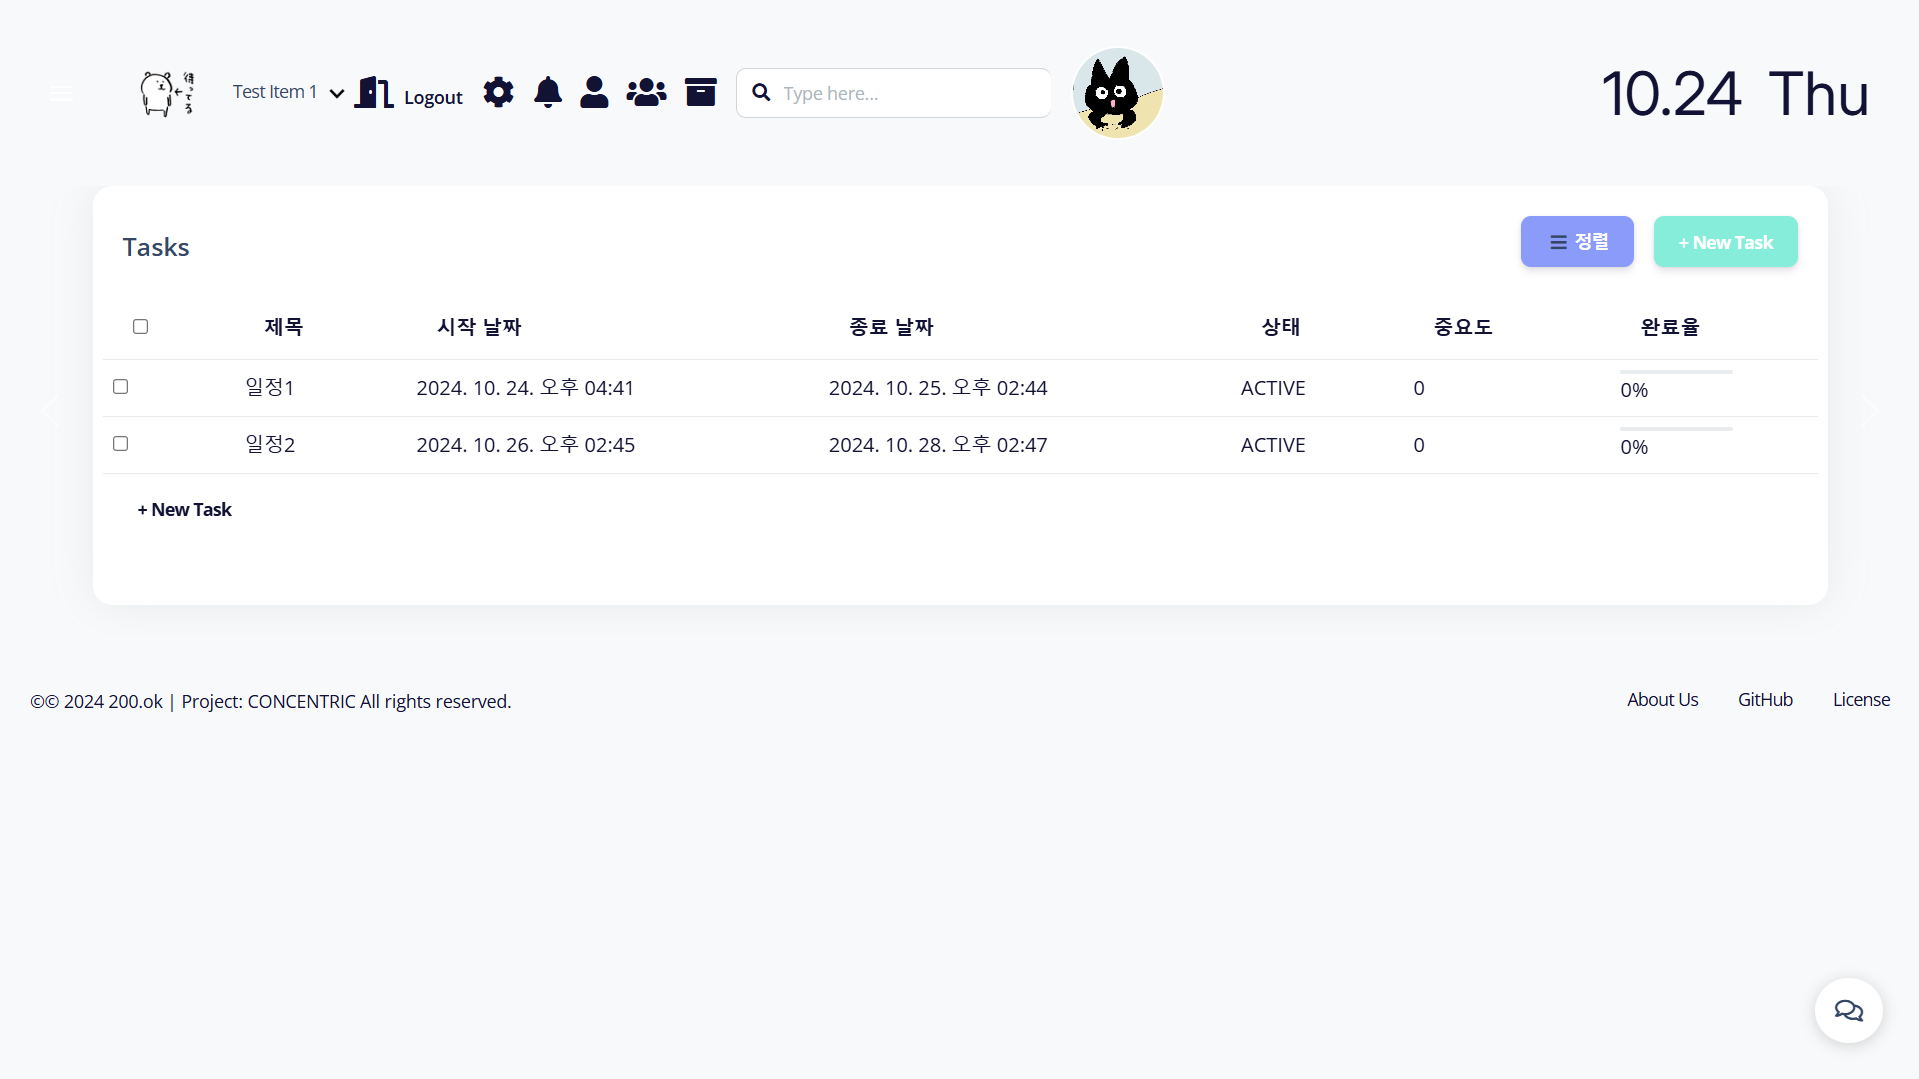 待ってる
Test Item 1
Logout
Type here...
10.24 Thu
Tasks
정렬
+ New Task
제목 시작 날짜 종료 날짜 상태 중요도 완료율
일정1 2024. 10. 24. 오후 04:41 2024. 10. 25. 오후 02:44 ACTIVE 0 0%
일정2 2024. 10. 26. 오후 02:45 2024. 10. 28. 오후 02:47 ACTIVE 0 0%
+ New Task
©© 2024 200.ok | Project: CONCENTRIC All rights reserved.
About Us GitHub License